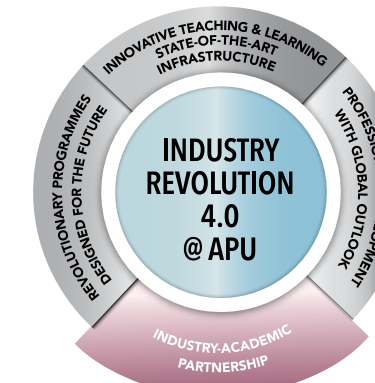 INNOVATIVE TEACHING & LEARNING
STATE-OF-THE-ART
INFRASTRUCTURE
REVOLUTIONARY PROGRAMMES
DESIGNED FOR THE FUTURE
INDUSTRY
REVOLUTION
4.0
@ APU
WITH GLOBAL OUTLOOK
INDUSTRY-ACADEMIC
PARTNERSHIP